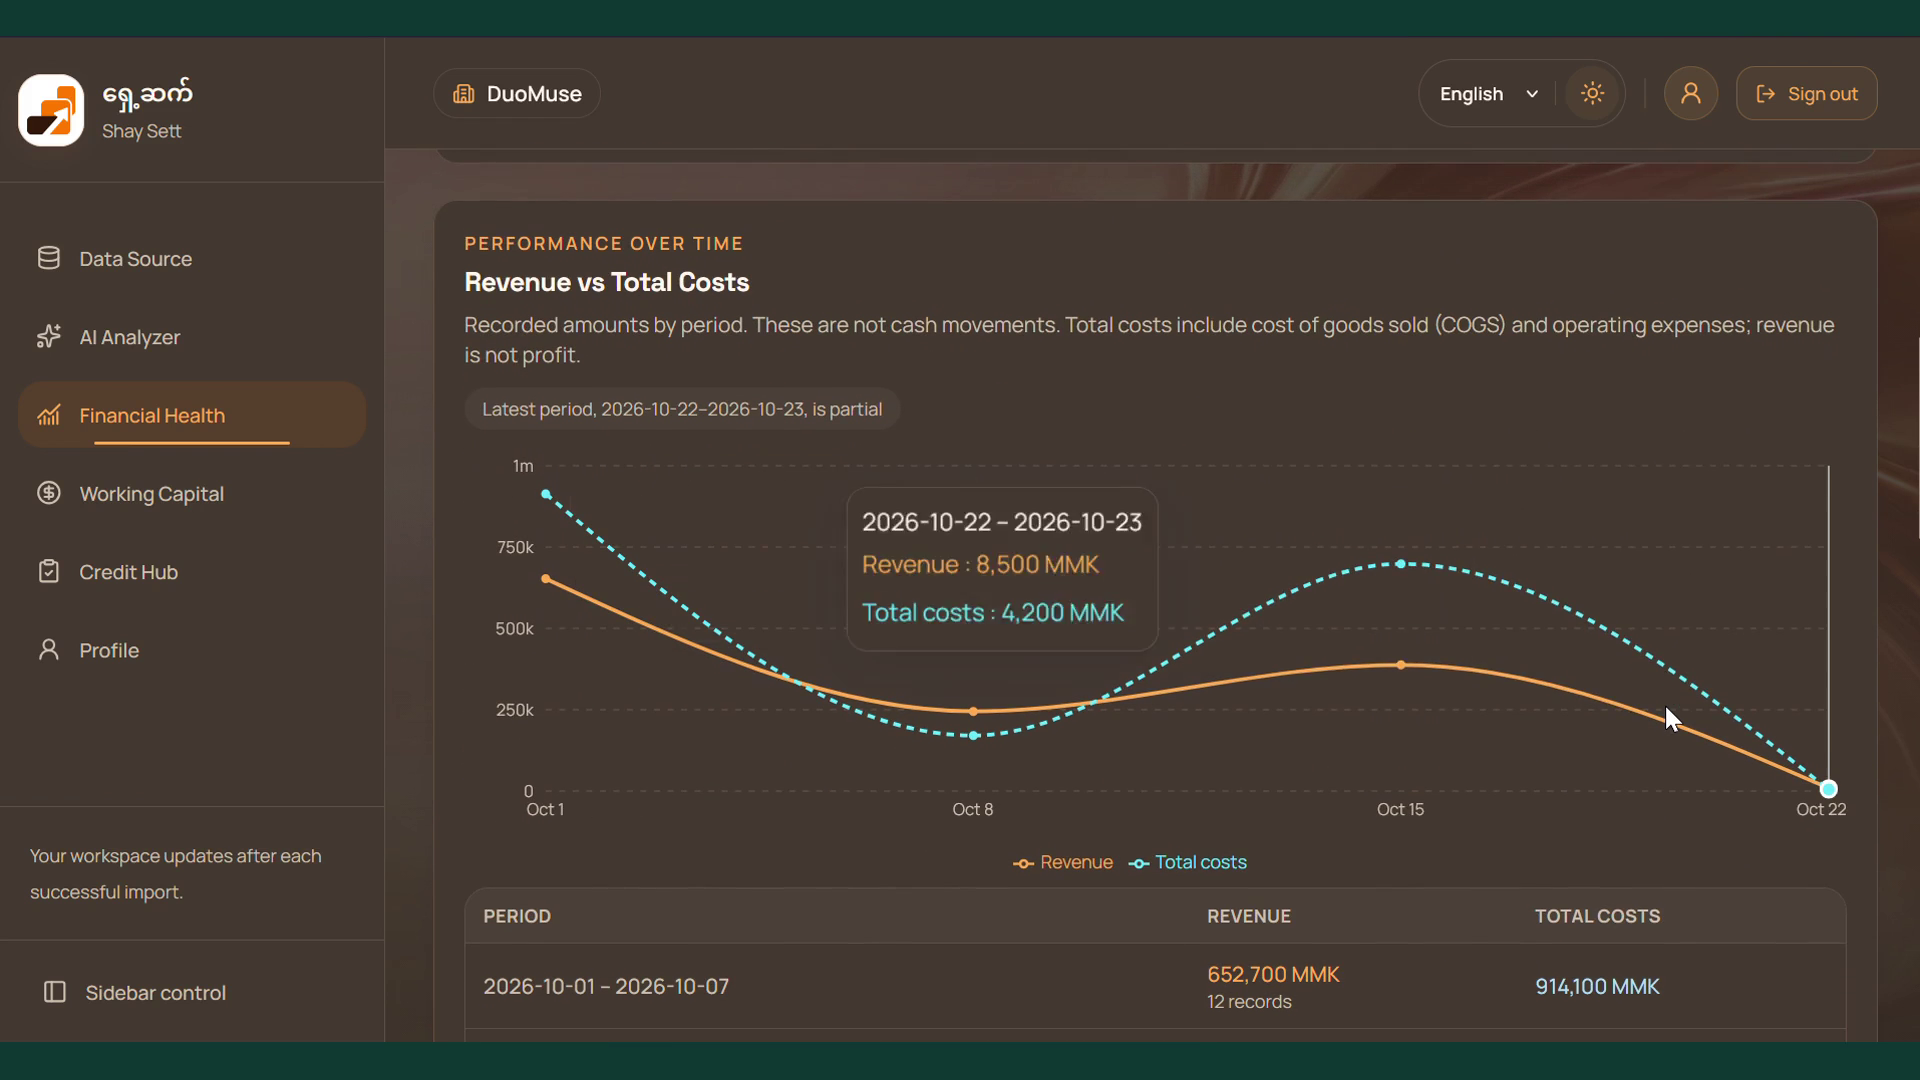 ရှေ့ဆက်
Shay Sett
DuoMuse
English
Sign out
Data Source
AI Analyzer
Financial Health
Working Capital
Credit Hub
Profile
Your workspace updates after each
successful import.
Sidebar control
PERFORMANCE OVER TIME
Revenue vs Total Costs
Recorded amounts by period. These are not cash movements. Total costs include cost of goods sold (COGS) and operating expenses; revenue
is not profit.
Latest period, 2026-10-22–2026-10-23, is partial
1m
750k
500k
250k
0
2026-10-22 – 2026-10-23
Revenue : 8,500 MMK
Total costs : 4,200 MMK
Oct 1
Oct 8
Oct 15
Oct 22
Revenue
Total costs
PERIOD
REVENUE
TOTAL COSTS
2026-10-01 – 2026-10-07
652,700 MMK
12 records
914,100 MMK